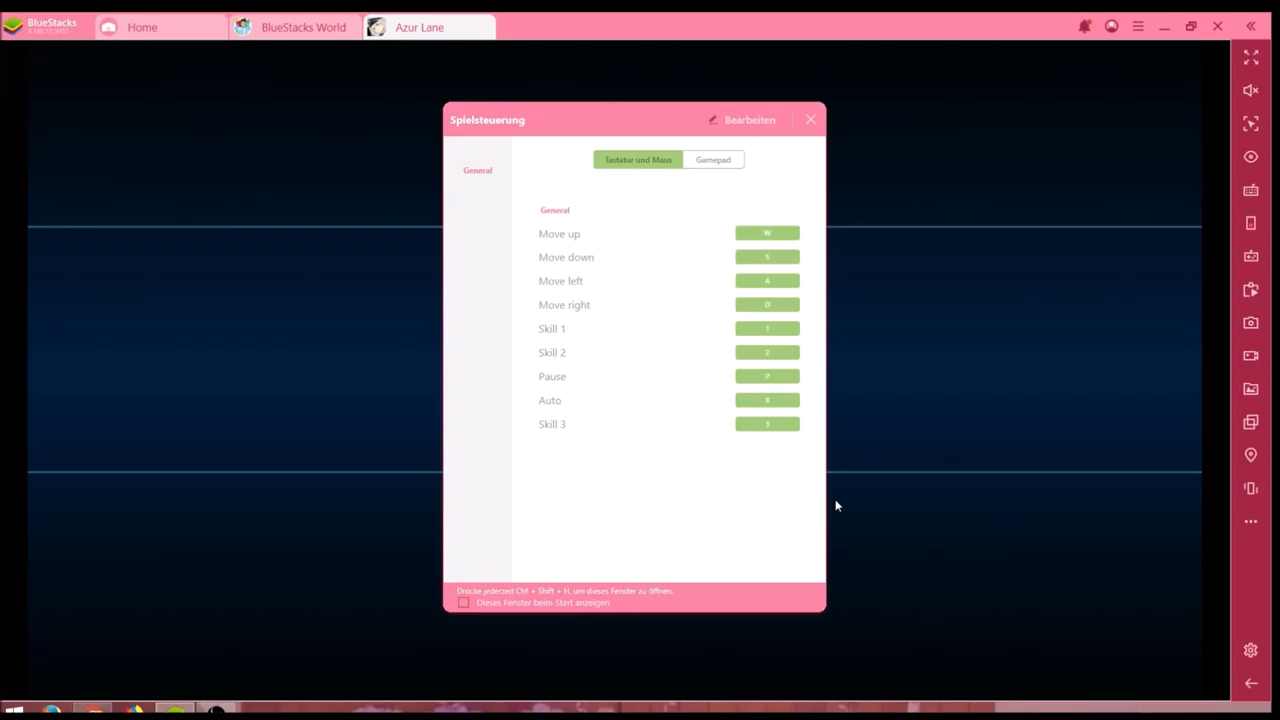 BlueStacks
Home
BlueStacks World
Azur Lane
Spielsteuerung
Bearbeiten
General
Tastatur und Maus
Gamepad
General
Move up
W
Move down
S
Move left
A
Move right
D
Skill 1
1
Skill 2
2
Pause
P
Auto
X
Skill 3
3
Drücke jederzeit Ctrl + Shift + H, um dieses Fenster zu öffnen.
Dieses Fenster beim Start anzeigen